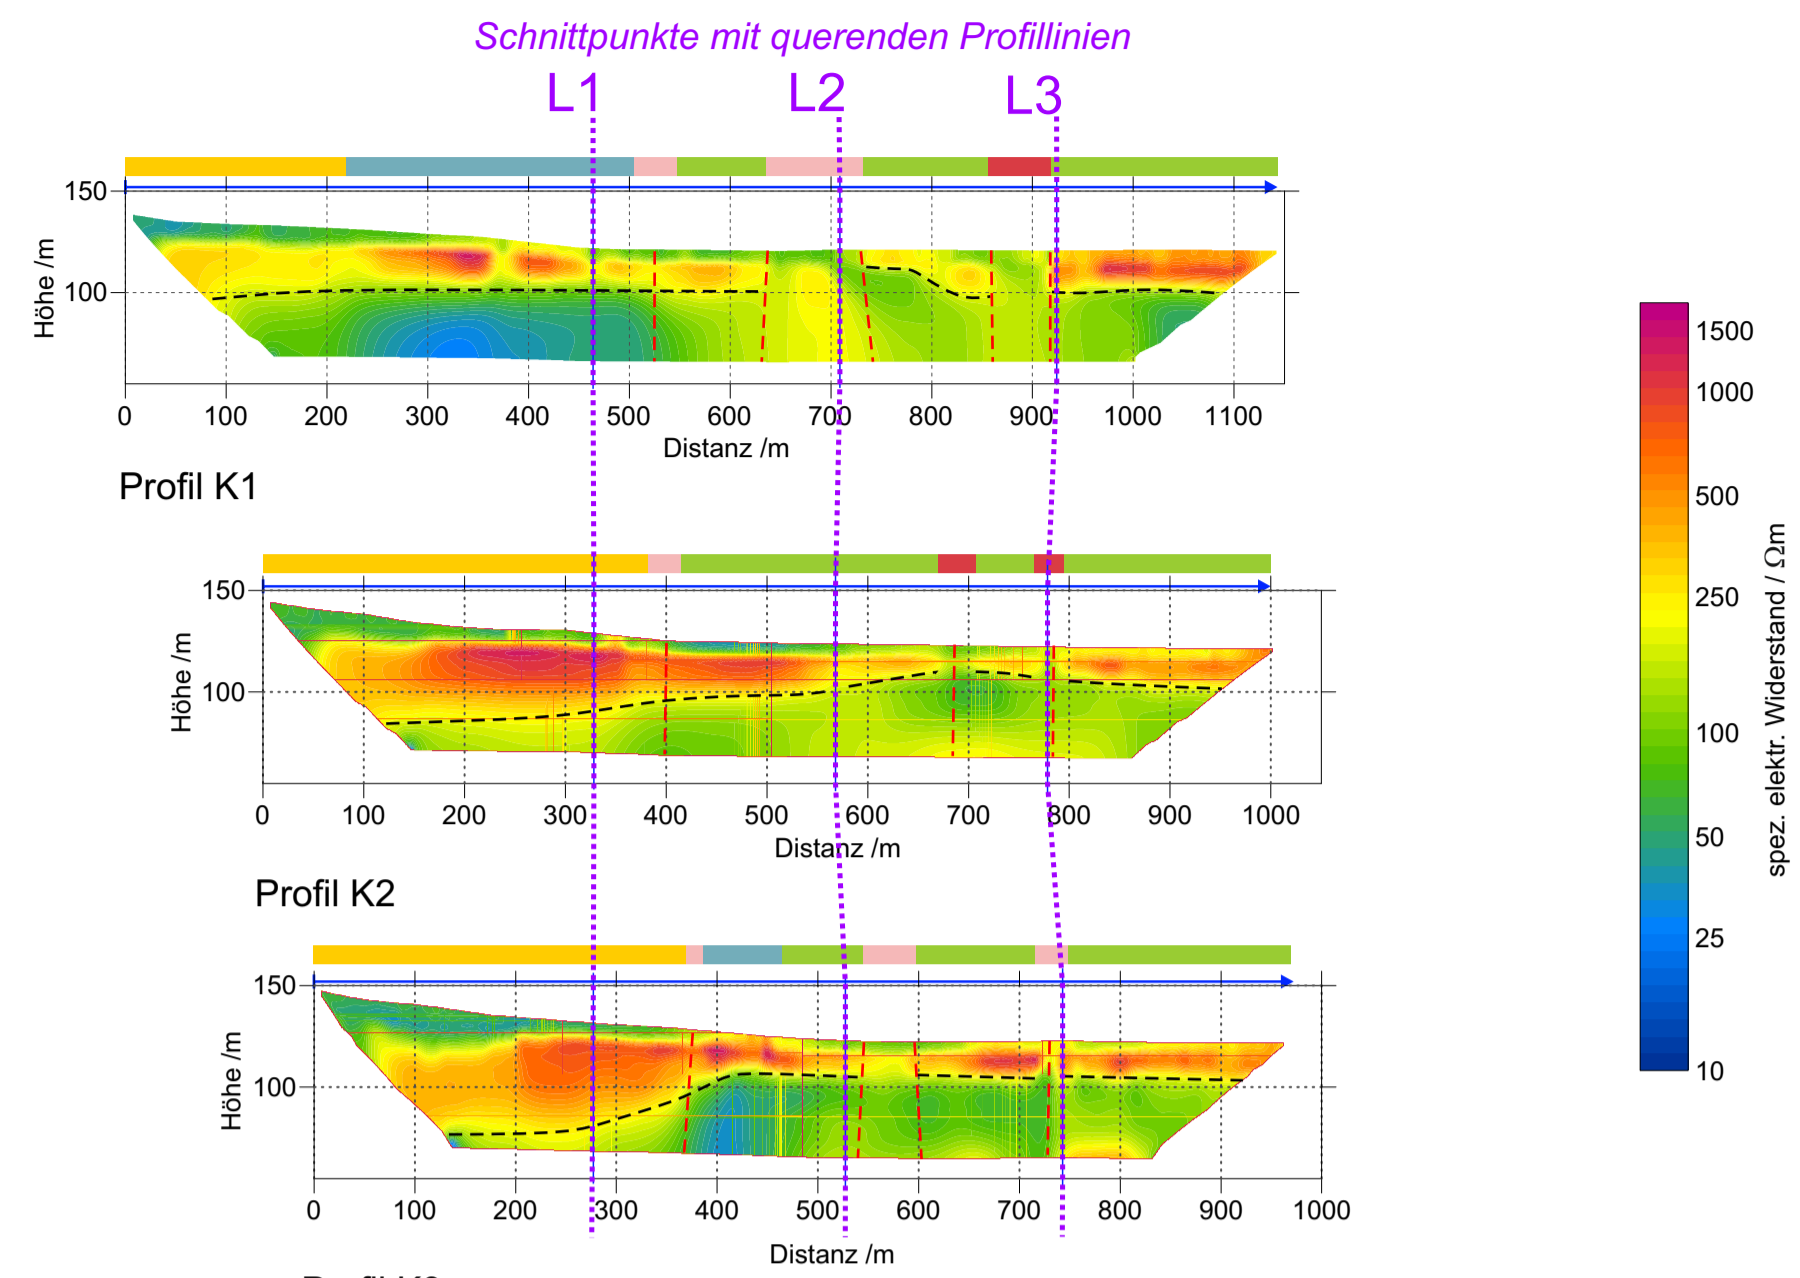 Schnittpunkte mit querenden Profillinien
L1 L2 L3
150
100
Höhe /m
0 100 200 300 400 500 600 700 800 900 1000 1100
Distanz /m
Profil K1
150
100
Höhe /m
0 100 200 300 400 500 600 700 800 900 1000
Distanz /m
Profil K2
150
100
Höhe /m
0 100 200 300 400 500 600 700 800 900 1000
Distanz /m
1500
1000
500
250
100
50
25
10
spez. elektr. Widerstand / Ωm